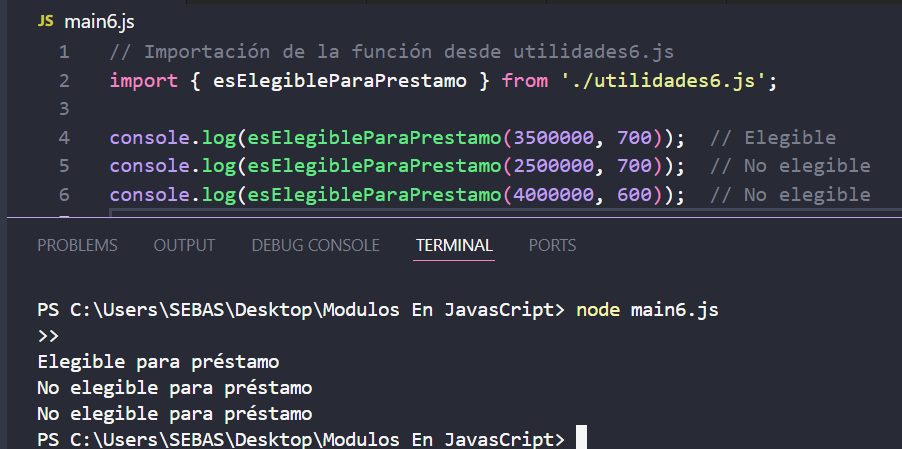 JS main6.js
1 // Importación de la función desde utilidades6.js
2 import { esElegibleParaPrestamo } from './utilidades6.js';
3
4 console.log(esElegibleParaPrestamo(3500000, 700));  // Elegible
5 console.log(esElegibleParaPrestamo(2500000, 700));  // No elegible
6 console.log(esElegibleParaPrestamo(4000000, 600));  // No elegible
PROBLEMS OUTPUT DEBUG CONSOLE TERMINAL PORTS
PS C:\Users\SEBAS\Desktop\Modulos En JavasCript> node main6.js
>>
Elegible para préstamo
No elegible para préstamo
No elegible para préstamo
PS C:\Users\SEBAS\Desktop\Modulos En JavasCript>